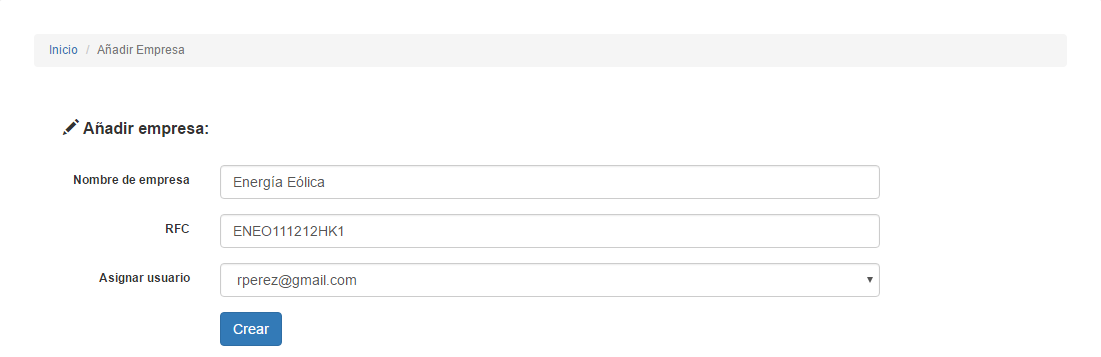 Inicio / Añadir Empresa
Añadir empresa:
Nombre de empresa Energía Eólica
RFC ENEO111212HK1
Asignar usuario rperez@gmail.com
Crear